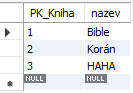 PK_Kniha nazev
1 Bible
2 Korán
3 HAHA
NULL NULL